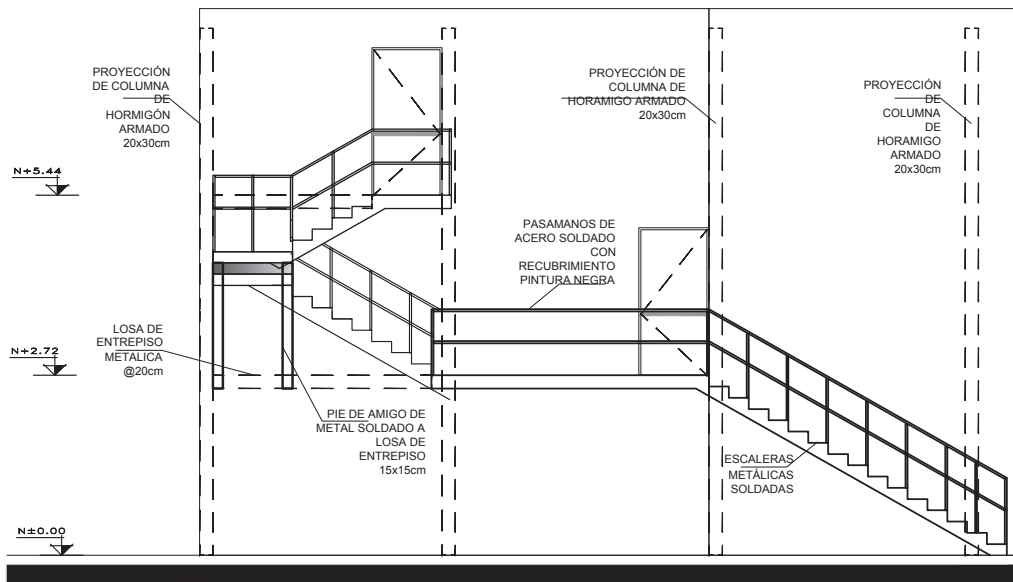 PROYECCIÓN
DE COLUMNA
DE
HORMIGÓN
ARMADO
20x30cm
PROYECCIÓN DE
COLUMNA DE
HORAMIGO ARMADO
20x30cm
PROYECCIÓN
DE
COLUMNA
DE
HORAMIGO
ARMADO
20x30cm
N+5.44
PASAMANOS DE
ACERO SOLDADO
CON
RECUBRIMIENTO
PINTURA NEGRA
LOSA DE
ENTREPISO
METALICA
@20cm
N+2.72
PIE DE AMIGO DE
METAL SOLDADO A
LOSA DE
ENTREPISO
15x15cm
ESCALERAS
METÁLICAS
SOLDADAS
N±0.00